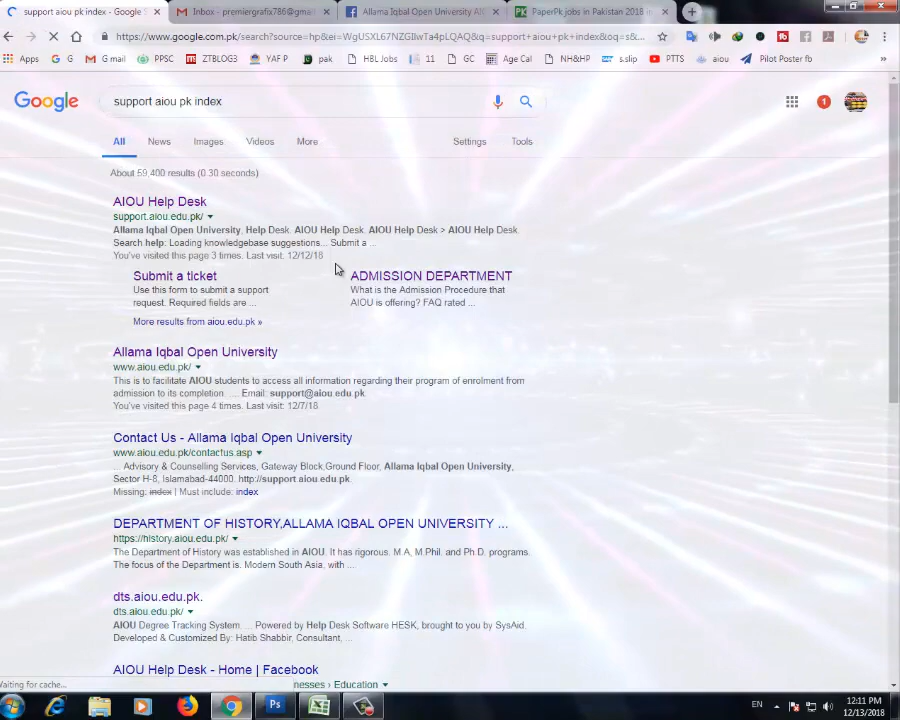 support aiou pk index - Google S
Inbox - premiergrafix786@gmai
Allama Iqbal Open University AIO
PaperPk jobs in Pakistan 2018 in
https://www.google.com.pk/search?source=hp&ei=WgUSXL67NZGIlwTa4pLQAQ&q=support+aiou+pk+index&oq=s&...
Apps
G
G mail
PPSC
ZTBLOG3
YAF P
pak
HBL Jobs
11
GC
Age Cal
NH&HP
s.slip
PTTS
aiou
Pilot Poster fb
»
Google
support aiou pk index
1
All
News
Images
Videos
More
Settings
Tools
About 59,400 results (0.30 seconds)
AIOU Help Desk
support.aiou.edu.pk/
Allama Iqbal Open University, Help Desk. AIOU Help Desk. AIOU Help Desk > AIOU Help Desk.
Search help: Loading knowledgebase suggestions... Submit a ...
You've visited this page 3 times. Last visit: 12/12/18
Submit a ticket
Use this form to submit a support
request. Required fields are ...
ADMISSION DEPARTMENT
What is the Admission Procedure that
AIOU is offering? FAQ rated ...
More results from aiou.edu.pk »
Allama Iqbal Open University
www.aiou.edu.pk/
This is to facilitate AIOU students to access all information regarding their program of enrolment from
admission to its completion. ... Email: support@aiou.edu.pk.
You've visited this page 4 times. Last visit: 12/7/18
Contact Us - Allama Iqbal Open University
www.aiou.edu.pk/contactus.asp
... Advisory & Counselling Services, Gateway Block,Ground Floor, Allama Iqbal Open University,
Sector H-8, Islamabad-44000. http://support.aiou.edu.pk.
Missing: index | Must include: index
DEPARTMENT OF HISTORY,ALLAMA IQBAL OPEN UNIVERSITY ...
https://history.aiou.edu.pk/
The Department of History was established in AIOU. It has rigorous. M.A, M.Phil. and Ph.D. programs.
The focus of the Department is. Modern South Asia, with ...
dts.aiou.edu.pk.
dts.aiou.edu.pk/
AIOU Degree Tracking System. ... Powered by Help Desk Software HESK, brought to you by SysAid.
Developed & Customized By: Hatib Shabbir, Consultant, ...
AIOU Help Desk - Home | Facebook
nesses › Education
Waiting for cache...
Ps
EN
12:11 PM
12/13/2018